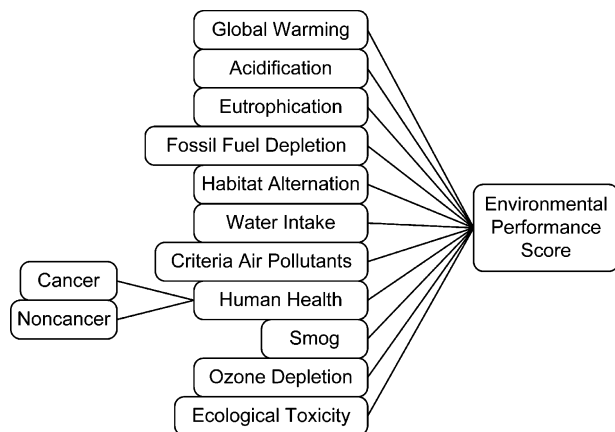 Global Warming
Acidification
Eutrophication
Fossil Fuel Depletion
Habitat Alternation
Water Intake
Criteria Air Pollutants
Human Health
Smog
Ozone Depletion
Ecological Toxicity
Cancer
Noncancer
Environmental
Performance
Score